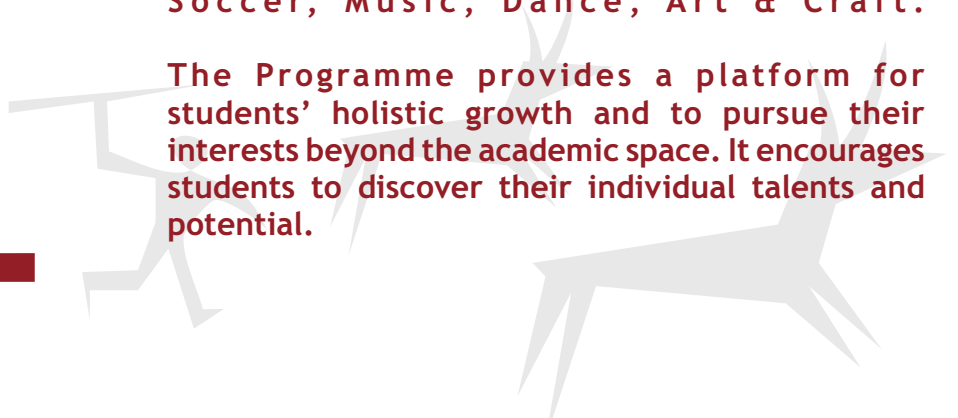 Soccer, Music, Dance, Art & Craft.
The Programme provides a platform for
students’ holistic growth and to pursue their
interests beyond the academic space. It encourages
students to discover their individual talents and
potential.